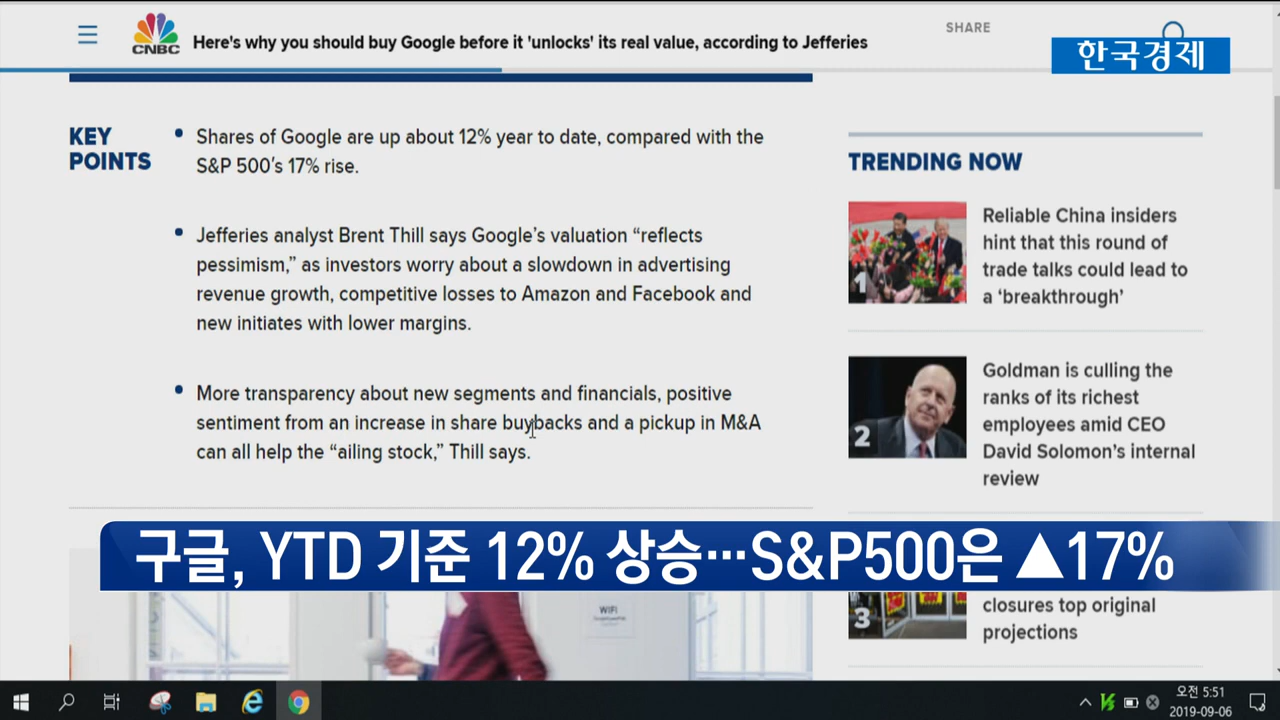 CNBC
Here's why you should buy Google before it 'unlocks' its real value, according to Jefferies
SHARE
한국경제
KEY
POINTS
Shares of Google are up about 12% year to date, compared with the
S&P 500's 17% rise.
Jefferies analyst Brent Thill says Google's valuation “reflects
pessimism,” as investors worry about a slowdown in advertising
revenue growth, competitive losses to Amazon and Facebook and
new initiates with lower margins.
More transparency about new segments and financials, positive
sentiment from an increase in share buybacks and a pickup in M&A
can all help the “ailing stock,” Thill says.
TRENDING NOW
1
Reliable China insiders
hint that this round of
trade talks could lead to
a ‘breakthrough’
2
Goldman is culling the
ranks of its richest
employees amid CEO
David Solomon’s internal
review
구글, YTD 기준 12% 상승…S&P500은 ▲17%
3
closures top original
projections
WIFI
오전 5:51
2019-09-06